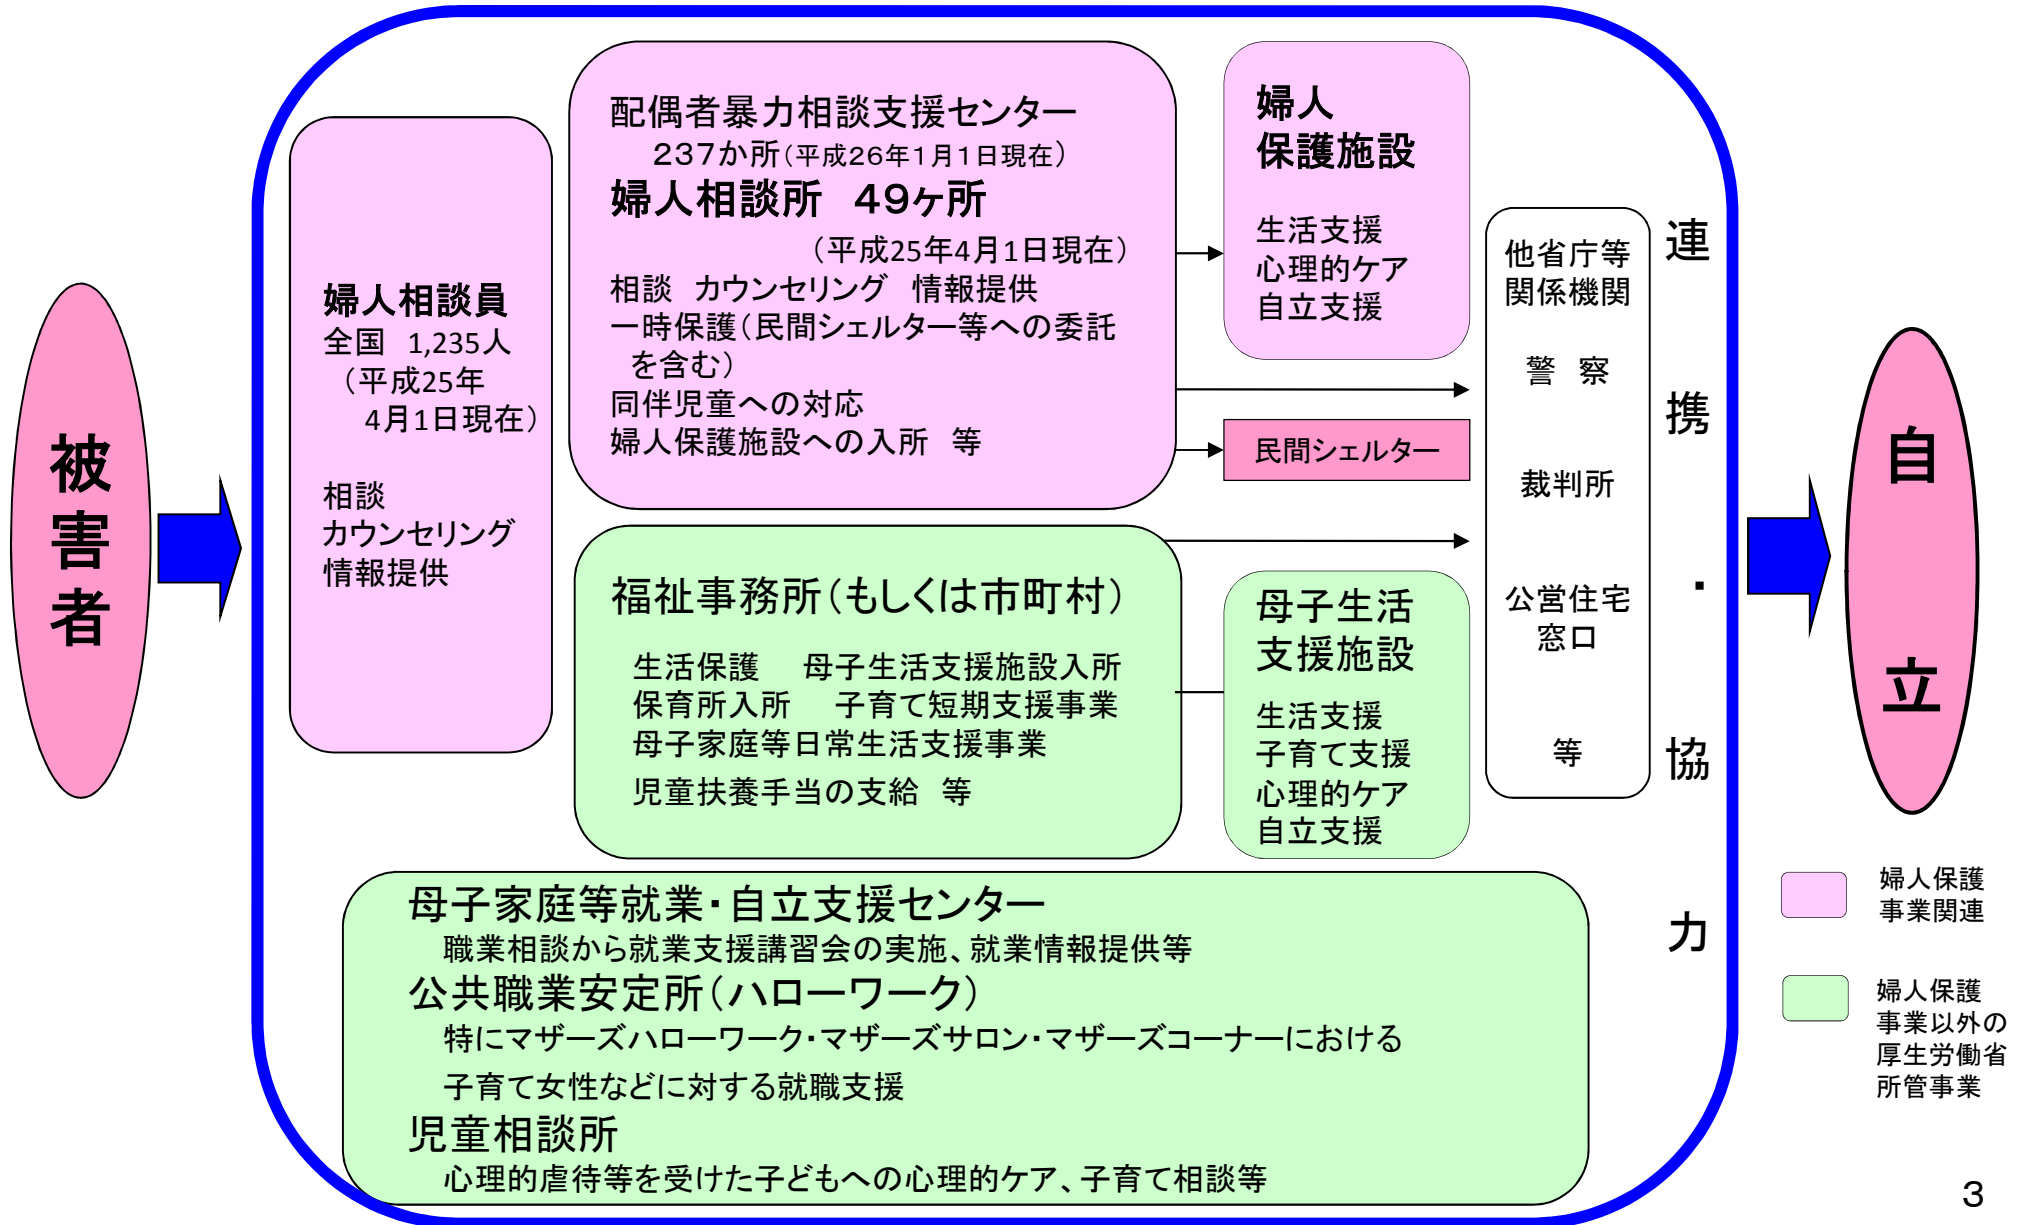 被害者
婦人相談員
全国 1,235人
（平成25年
4月1日現在）
相談
カウンセリング
情報提供
配偶者暴力相談支援センター
２３７か所（平成２６年１月１日現在）
婦人相談所 ４９ヶ所
（平成25年4月1日現在）
相談 カウンセリング 情報提供
一時保護（民間シェルター等への委託
を含む）
同伴児童への対応
婦人保護施設への入所 等
婦人
保護施設
生活支援
心理的ケア
自立支援
民間シェルター
福祉事務所（もしくは市町村）
生活保護 母子生活支援施設入所
保育所入所 子育て短期支援事業
母子家庭等日常生活支援事業
児童扶養手当の支給 等
母子生活
支援施設
生活支援
子育て支援
心理的ケア
自立支援
他省庁等
関係機関
警 察
裁判所
公営住宅
窓口
等
連携・協力
自立
母子家庭等就業・自立支援センター
職業相談から就業支援講習会の実施、就業情報提供等
公共職業安定所（ハローワーク）
特にマザーズハローワーク・マザーズサロン・マザーズコーナーにおける
子育て女性などに対する就職支援
児童相談所
心理的虐待等を受けた子どもへの心理的ケア、子育て相談等
婦人保護
事業関連
婦人保護
事業以外の
厚生労働省
所管事業
3